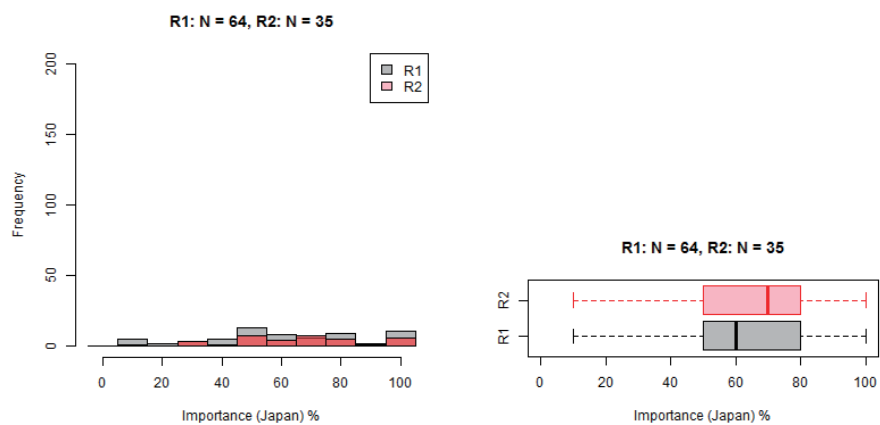 R1: N = 64, R2: N = 35
R1
R2
200
150
100
50
0
Frequency
0 20 40 60 80 100
Importance (Japan) %
R1: N = 64, R2: N = 35
R2
R1
0 20 40 60 80 100
Importance (Japan) %